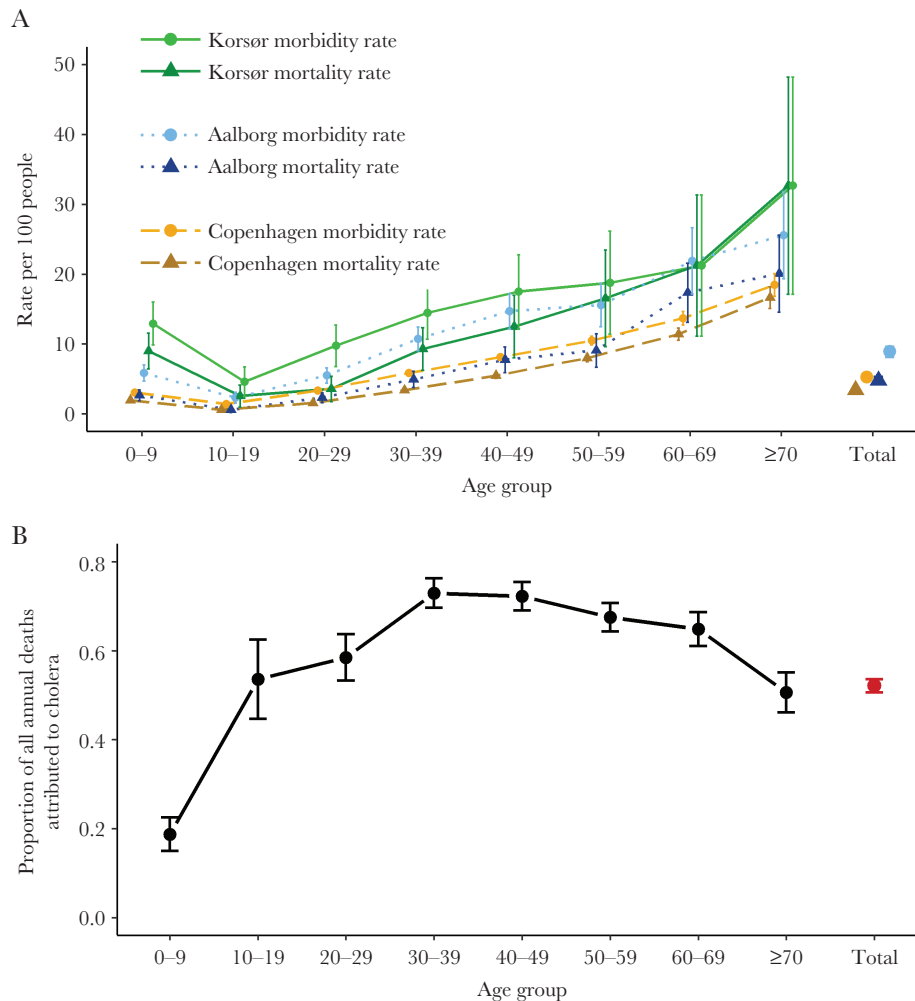 A
Korsør morbidity rate
Korsør mortality rate
Aalborg morbidity rate
Aalborg mortality rate
Copenhagen morbidity rate
Copenhagen mortality rate
Rate per 100 people
50
40
30
20
10
0
0–9 10–19 20–29 30–39 40–49 50–59 60–69 ≥70 Total
Age group
B
Proportion of all annual deaths
attributed to cholera
0.8
0.6
0.4
0.2
0.0
0–9 10–19 20–29 30–39 40–49 50–59 60–69 ≥70 Total
Age group